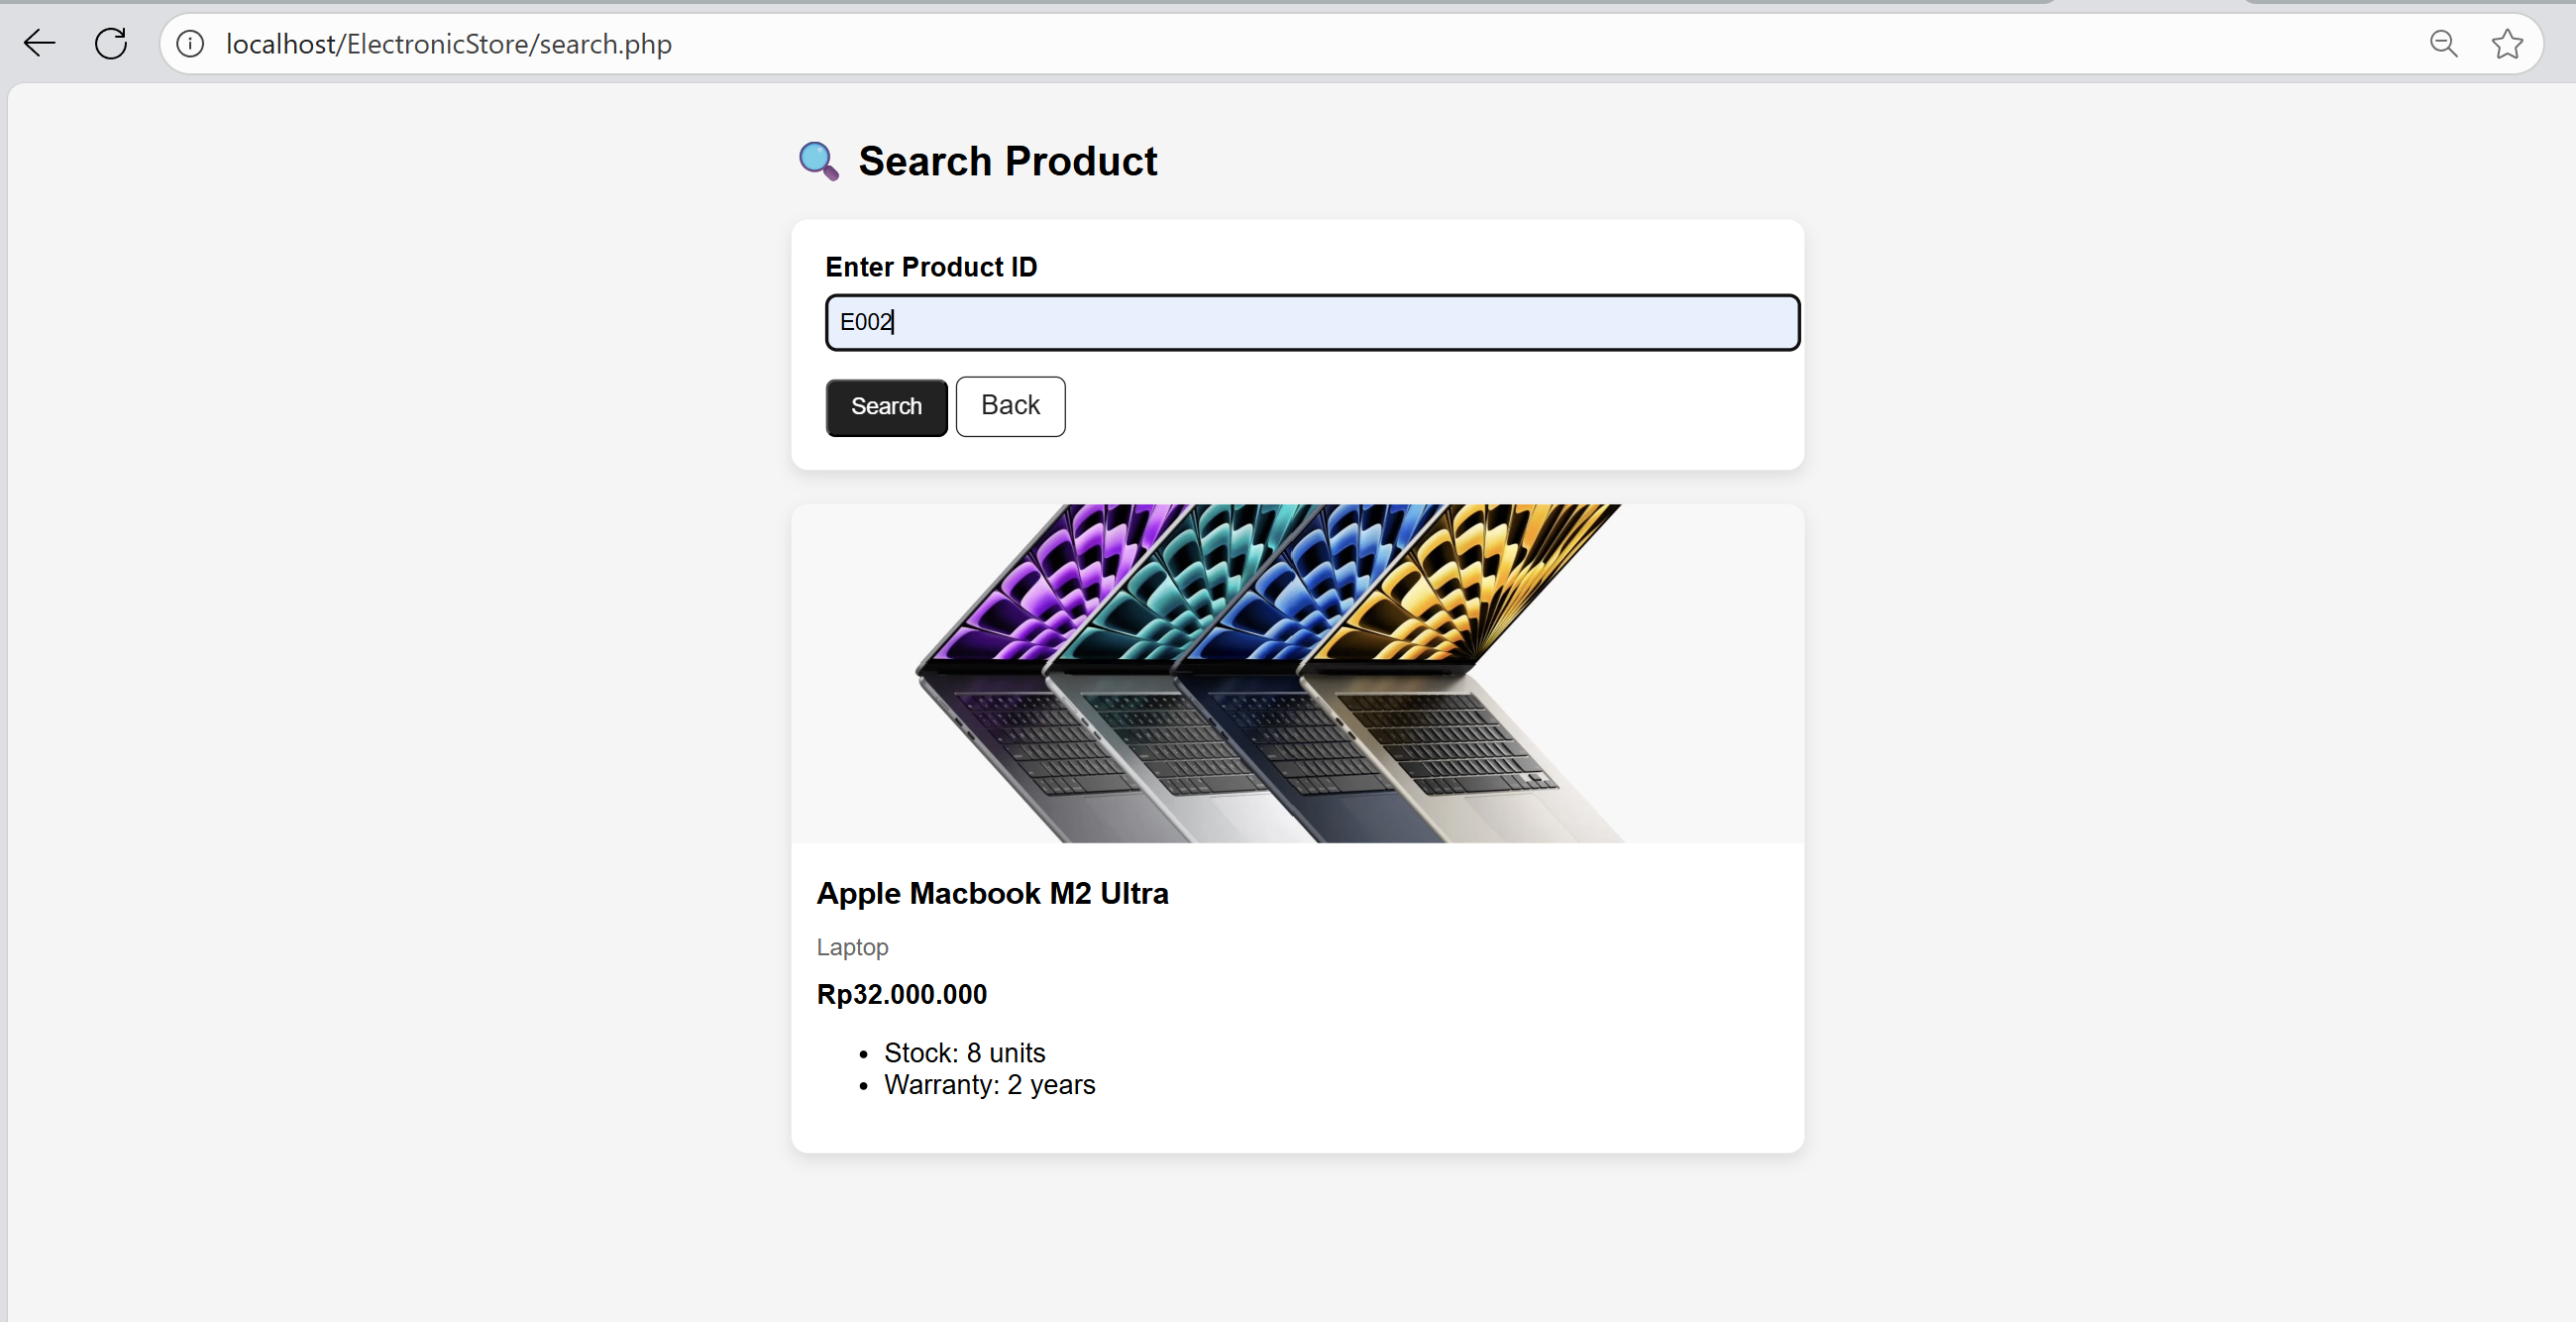 localhost/ElectronicStore/search.php
Search Product
Enter Product ID
E002
Search Back
Apple Macbook M2 Ultra
Laptop
Rp32.000.000
Stock: 8 units
Warranty: 2 years